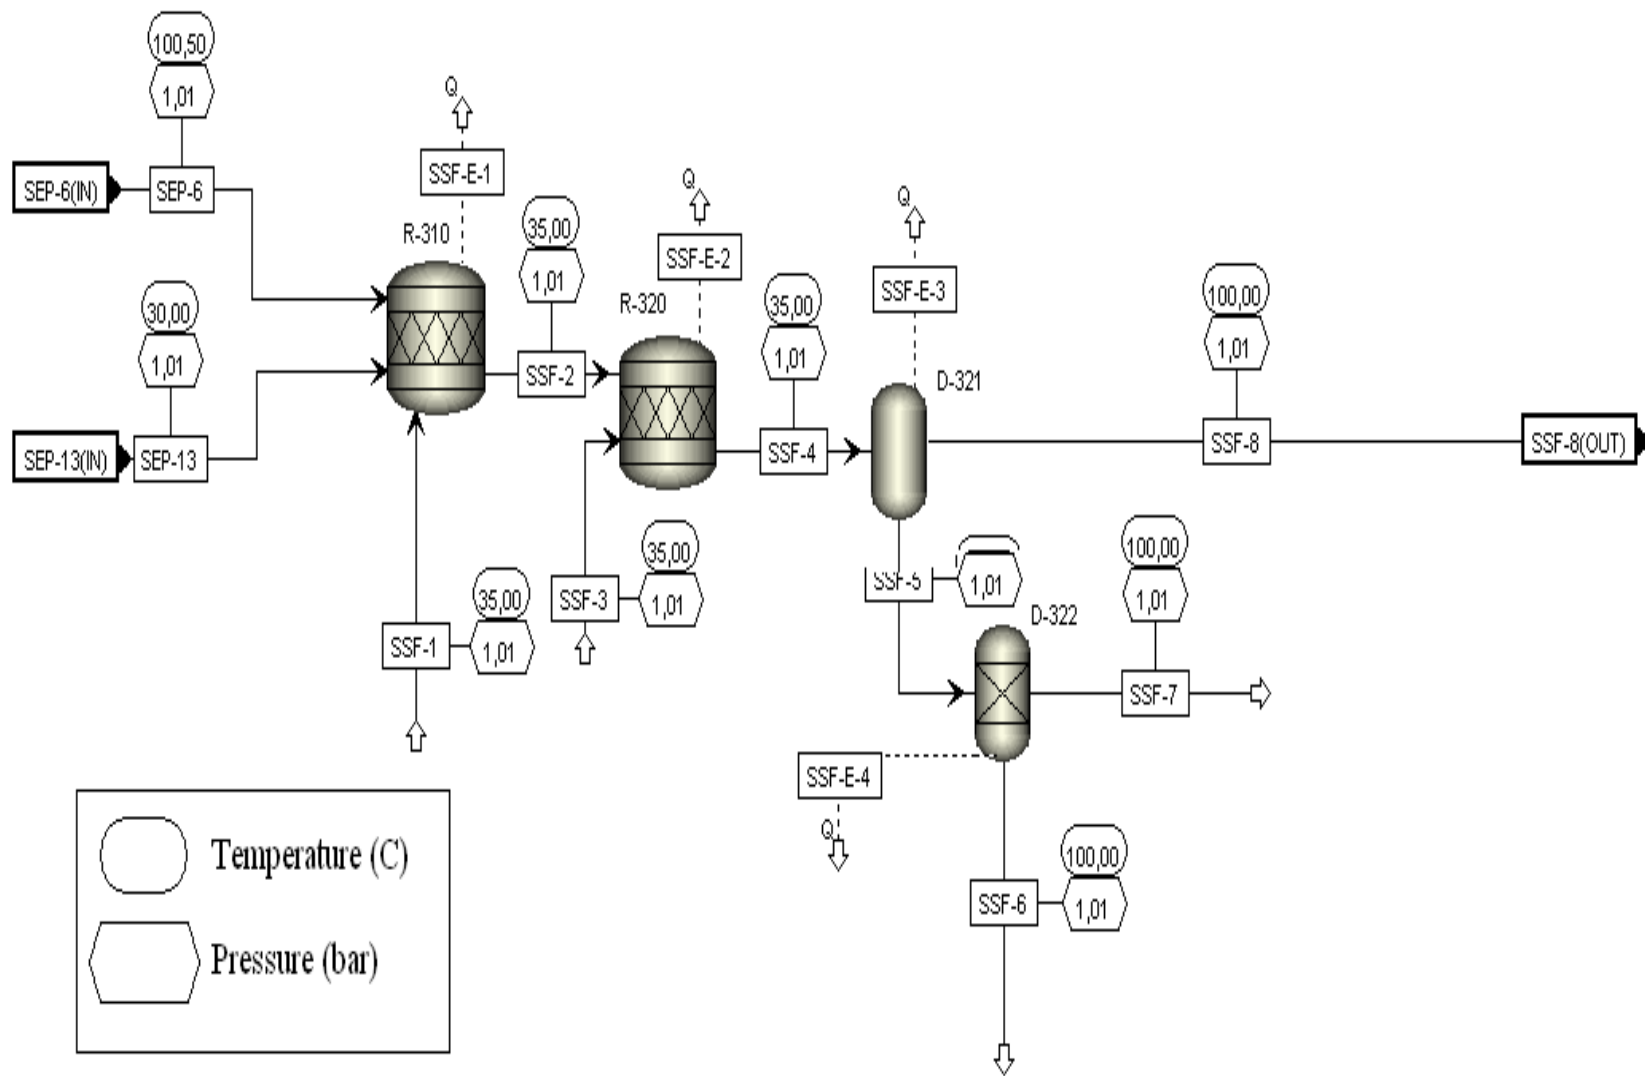 100,50
1,01
Q
SEP-6(IN)
SEP-6
SSF-E-1
Q
R-310
35,00
1,01
SSF-E-2
Q
SSF-E-3
30,00
1,01
R-320
35,00
1,01
100,00
1,01
SSF-2
D-321
SEP-13(IN)
SEP-13
SSF-4
SSF-8
SSF-8(OUT)
35,00
1,01
SSF-3
35,00
1,01
SSF-5
1,01
100,00
1,01
D-322
SSF-1
SSF-7
SSF-E-4
Q
Temperature (C)
100,00
1,01
SSF-6
Pressure (bar)